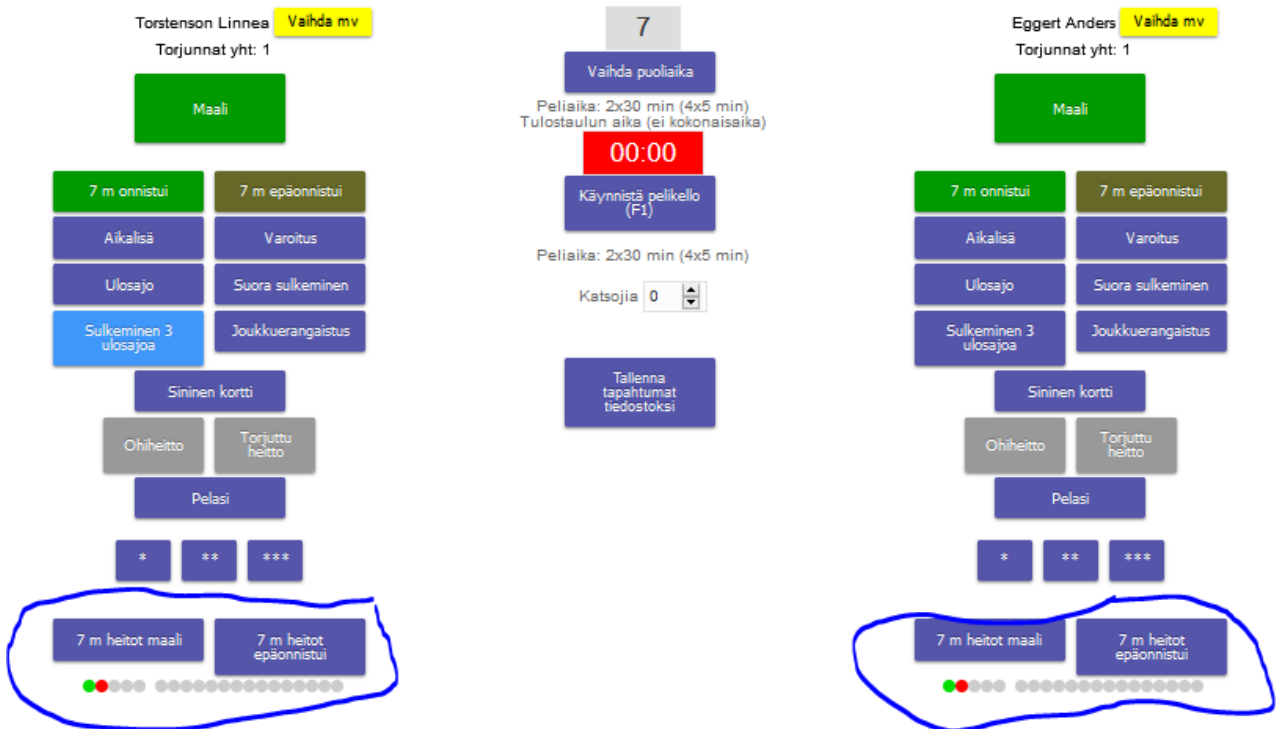 Torstenson Linnea Vaihda mv
Torjunnat yht: 1
Maali
7 m onnistui 7 m epäonnistui
Aikalisä Varoitus
Ulosajo Suora sulkeminen
Sulkeminen 3
ulosajoa
Joukkuerangaistus
Sininen kortti
Ohiheitto
Torjuttu
heitto
Pelasi
* ** ***
7 m heitot maali
7 m heitot
epäonnistui
7
Vaihda puoliaika
Peliaika: 2x30 min (4x5 min)
Tulostaulun aika (ei kokonaisaika)
00:00
Käynnistä pelikello
(F1)
Peliaika: 2x30 min (4x5 min)
Katsojia 0
Tallenna
tapahtumat
tiedostoksi
Eggert Anders Vaihda mv
Torjunnat yht: 1
Maali
7 m onnistui 7 m epäonnistui
Aikalisä Varoitus
Ulosajo Suora sulkeminen
Sulkeminen 3
ulosajoa
Joukkuerangaistus
Sininen kortti
Ohiheitto
Torjuttu
heitto
Pelasi
* ** ***
7 m heitot maali
7 m heitot
epäonnistui